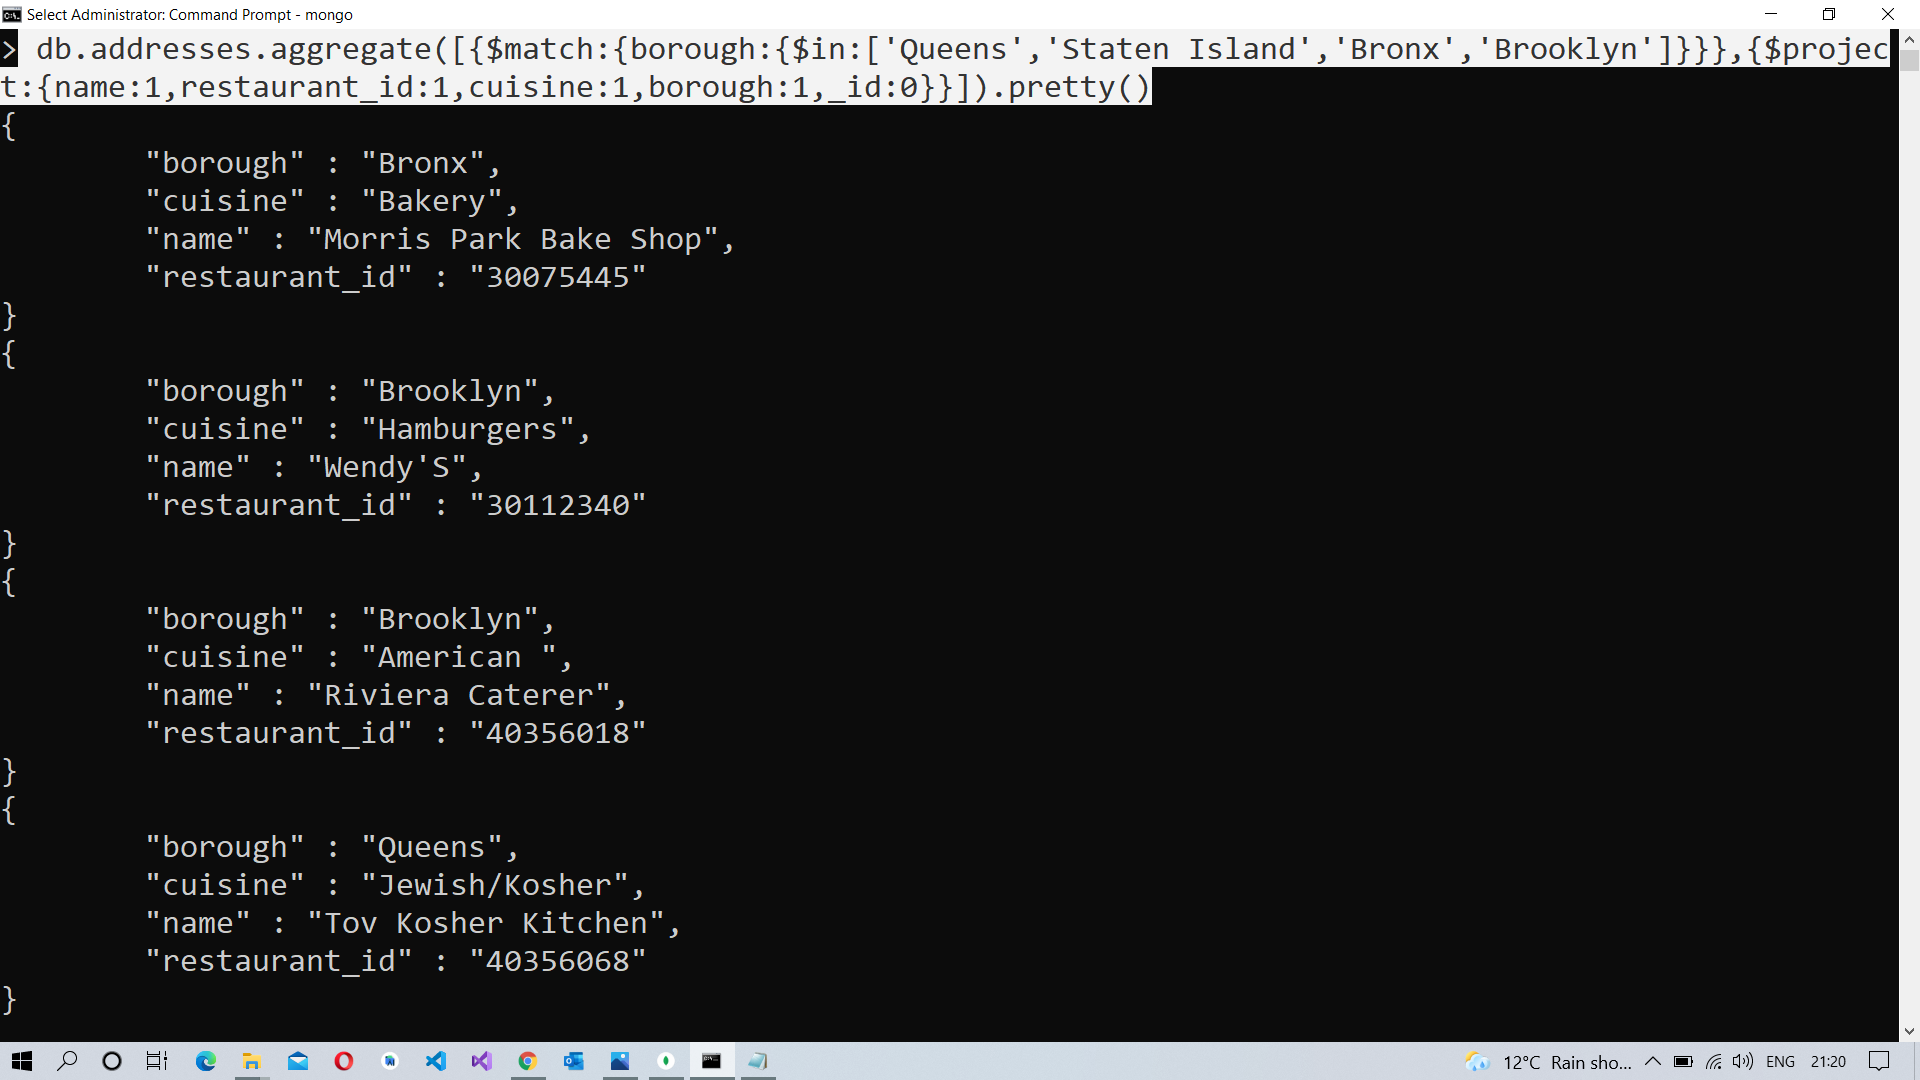 Select Administrator: Command Prompt - mongo
> db.addresses.aggregate([{$match:{borough:{$in:['Queens','Staten Island','Bronx','Brooklyn']}}},{$projec
t:{name:1,restaurant_id:1,cuisine:1,borough:1,_id:0}}]).pretty()
{
"borough" : "Bronx",
"cuisine" : "Bakery",
"name" : "Morris Park Bake Shop",
"restaurant_id" : "30075445"
}
{
"borough" : "Brooklyn",
"cuisine" : "Hamburgers",
"name" : "Wendy'S",
"restaurant_id" : "30112340"
}
{
"borough" : "Brooklyn",
"cuisine" : "American ",
"name" : "Riviera Caterer",
"restaurant_id" : "40356018"
}
{
"borough" : "Queens",
"cuisine" : "Jewish/Kosher",
"name" : "Tov Kosher Kitchen",
"restaurant_id" : "40356068"
}
12°C Rain sho... ENG 21:20